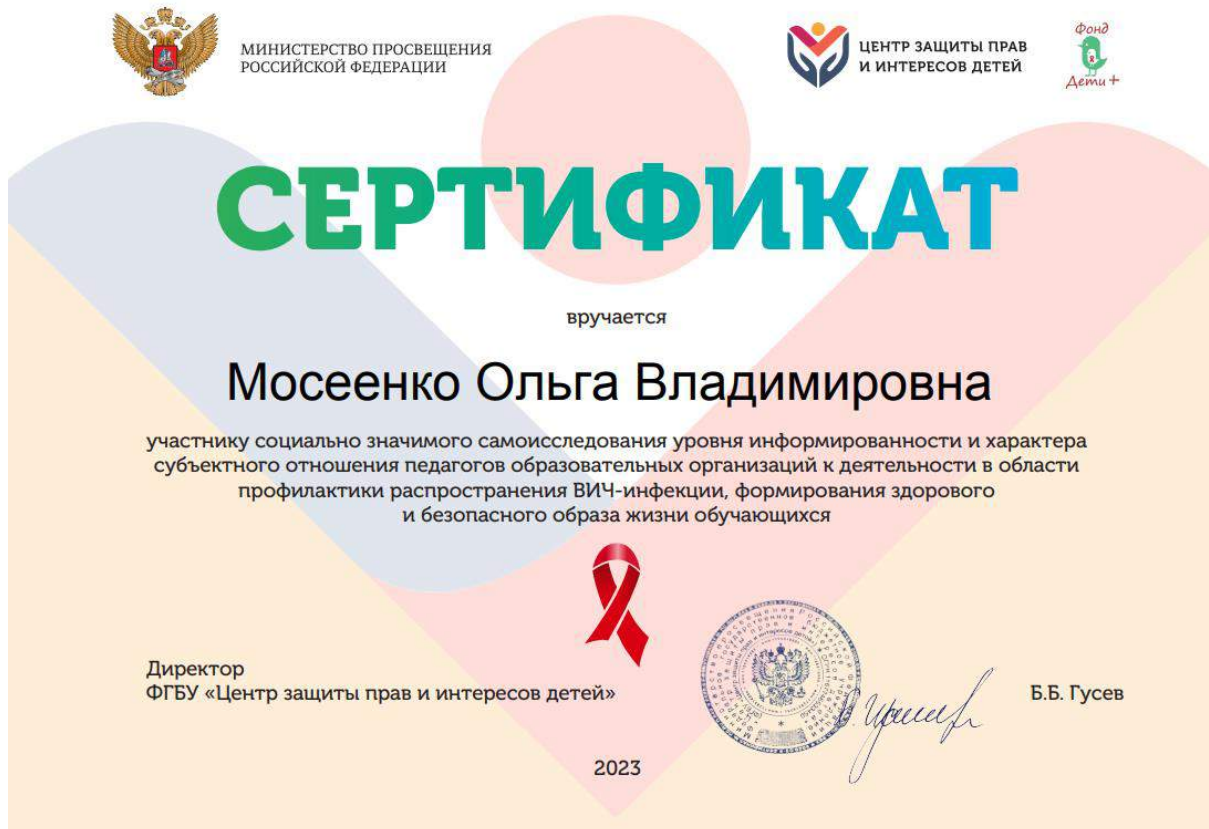 МИНИСТЕРСТВО ПРОСВЕЩЕНИЯ
РОССИЙСКОЙ ФЕДЕРАЦИИ
ЦЕНТР ЗАЩИТЫ ПРАВ
И ИНТЕРЕСОВ ДЕТЕЙ
Фонд
Дети +
СЕРТИФИКАТ
вручается
Мосеенко Ольга Владимировна
участнику социально значимого самоисследования уровня информированности и характера
субъектного отношения педагогов образовательных организаций к деятельности в области
профилактики распространения ВИЧ-инфекции, формирования здорового
и безопасного образа жизни обучающихся
Директор
ФГБУ «Центр защиты прав и интересов детей»
Б.Б. Гусев
2023